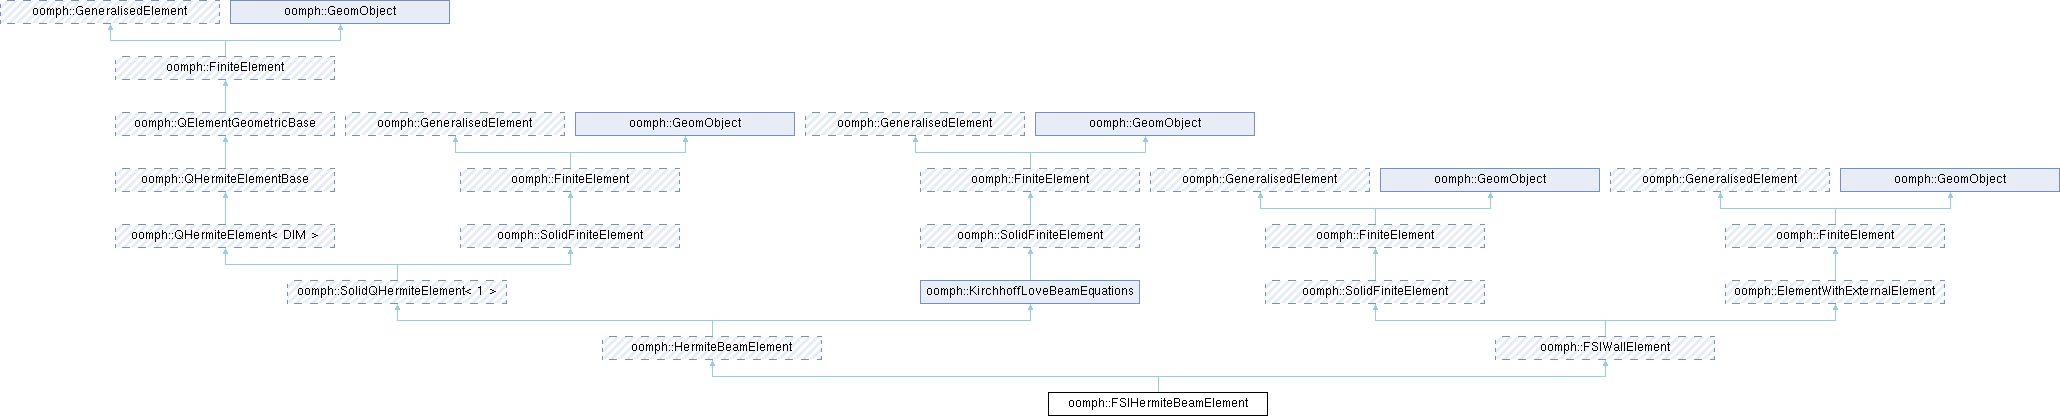 oomph::GeneralisedElement
oomph::GeomObject
oomph::FiniteElement
oomph::QElementGeometricBase
oomph::GeneralisedElement
oomph::GeomObject
oomph::GeneralisedElement
oomph::GeomObject
oomph::QHermiteElementBase
oomph::FiniteElement
oomph::FiniteElement
oomph::GeneralisedElement
oomph::GeomObject
oomph::GeneralisedElement
oomph::GeomObject
oomph::QHermiteElement< DIM >
oomph::SolidFiniteElement
oomph::SolidFiniteElement
oomph::FiniteElement
oomph::FiniteElement
oomph::SolidQHermiteElement< 1 >
oomph::KirchhoffLoveBeamEquations
oomph::SolidFiniteElement
oomph::ElementWithExternalElement
oomph::HermiteBeamElement
oomph::FSIWallElement
oomph::FSIHermiteBeamElement